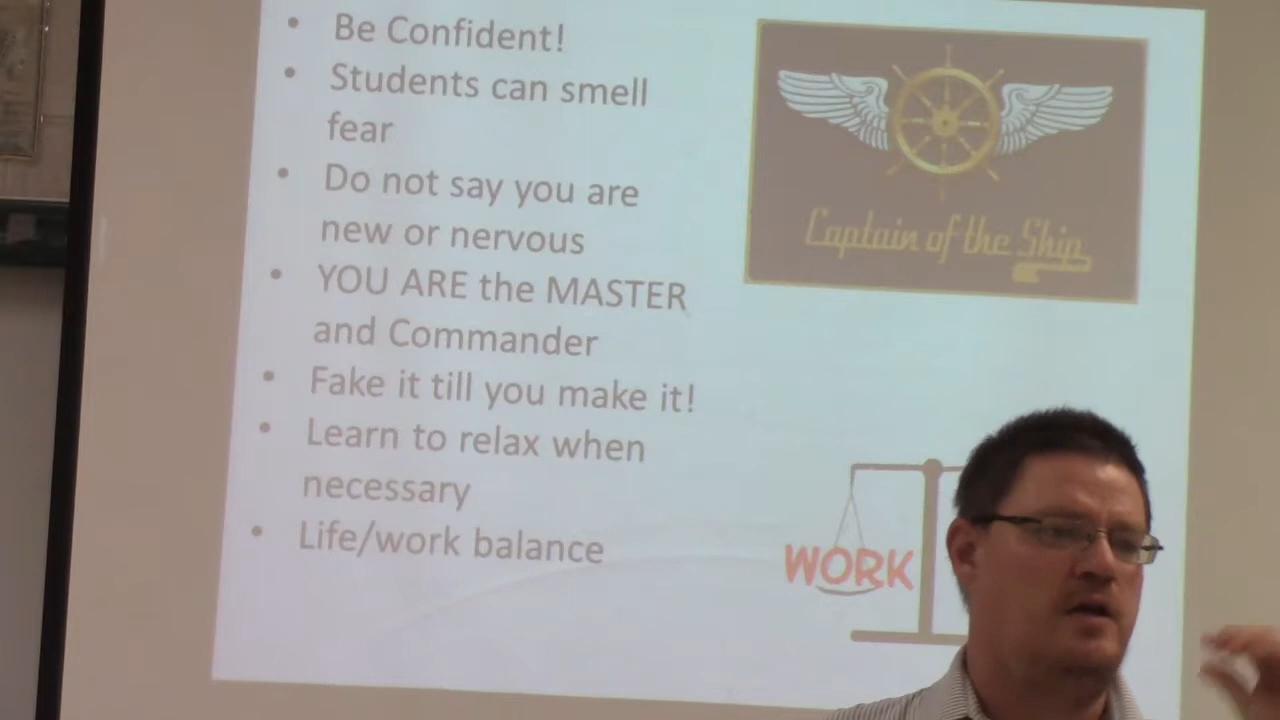 • Be Confident!
• Students can smell
fear
• Do not say you are
new or nervous
• YOU ARE the MASTER
and Commander
• Fake it till you make it!
• Learn to relax when
necessary
• Life/work balance
Captain of the Ship
WORK